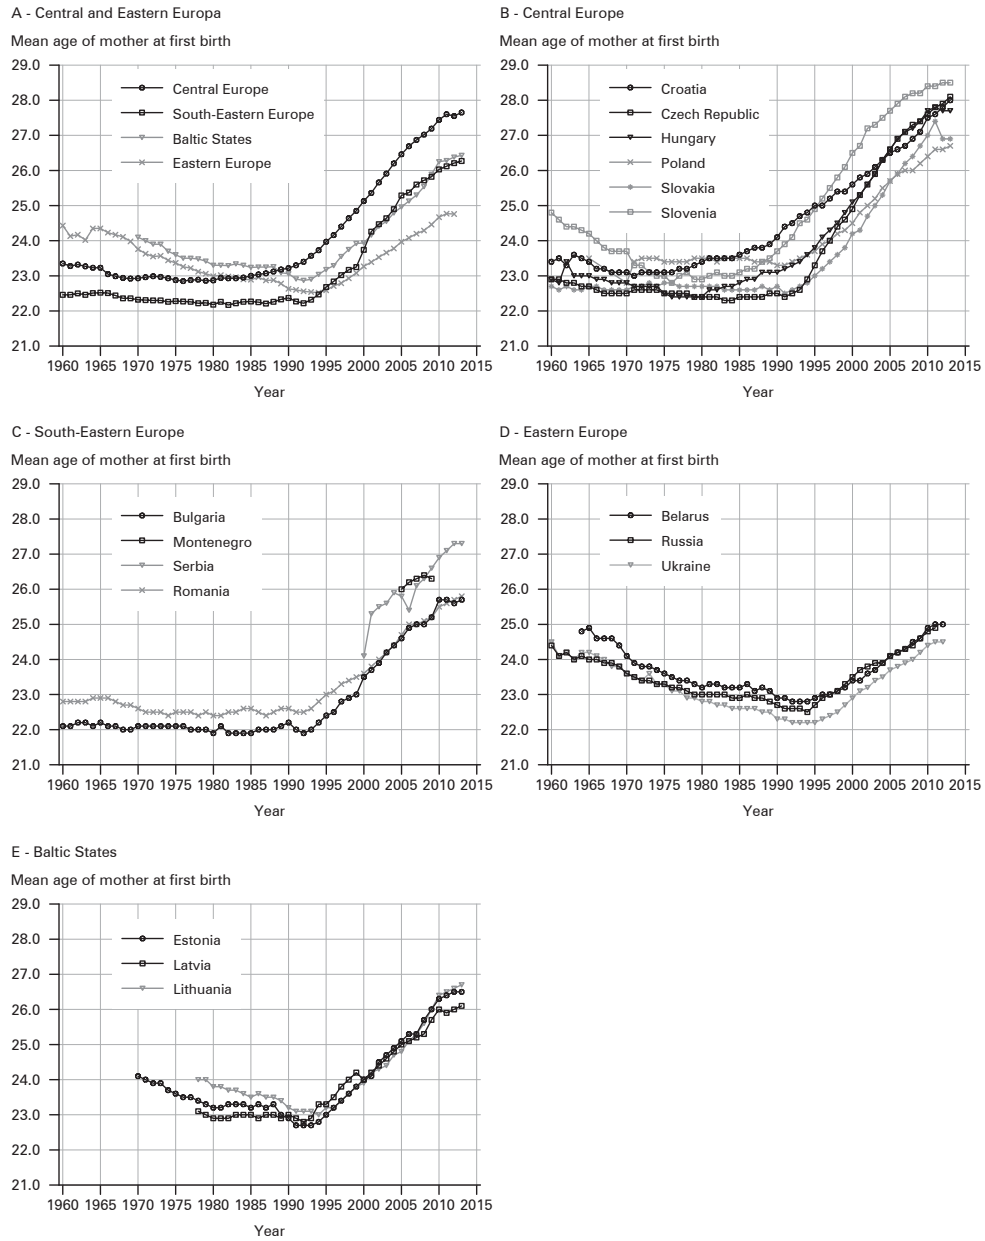 A - Central and Eastern Europa
Mean age of mother at first birth
29.0
28.0
27.0
26.0
25.0
24.0
23.0
22.0
21.0
Central Europe
South-Eastern Europe
Baltic States
Eastern Europe
1960 1965 1970 1975 1980 1985 1990 1995 2000 2005 2010 2015
Year
B - Central Europe
Mean age of mother at first birth
29.0
28.0
27.0
26.0
25.0
24.0
23.0
22.0
21.0
Croatia
Czech Republic
Hungary
Poland
Slovakia
Slovenia
1960 1965 1970 1975 1980 1985 1990 1995 2000 2005 2010 2015
Year
C - South-Eastern Europe
Mean age of mother at first birth
29.0
28.0
27.0
26.0
25.0
24.0
23.0
22.0
21.0
Bulgaria
Montenegro
Serbia
Romania
1960 1965 1970 1975 1980 1985 1990 1995 2000 2005 2010 2015
Year
D - Eastern Europe
Mean age of mother at first birth
29.0
28.0
27.0
26.0
25.0
24.0
23.0
22.0
21.0
Belarus
Russia
Ukraine
1960 1965 1970 1975 1980 1985 1990 1995 2000 2005 2010 2015
Year
E - Baltic States
Mean age of mother at first birth
29.0
28.0
27.0
26.0
25.0
24.0
23.0
22.0
21.0
Estonia
Latvia
Lithuania
1960 1965 1970 1975 1980 1985 1990 1995 2000 2005 2010 2015
Year